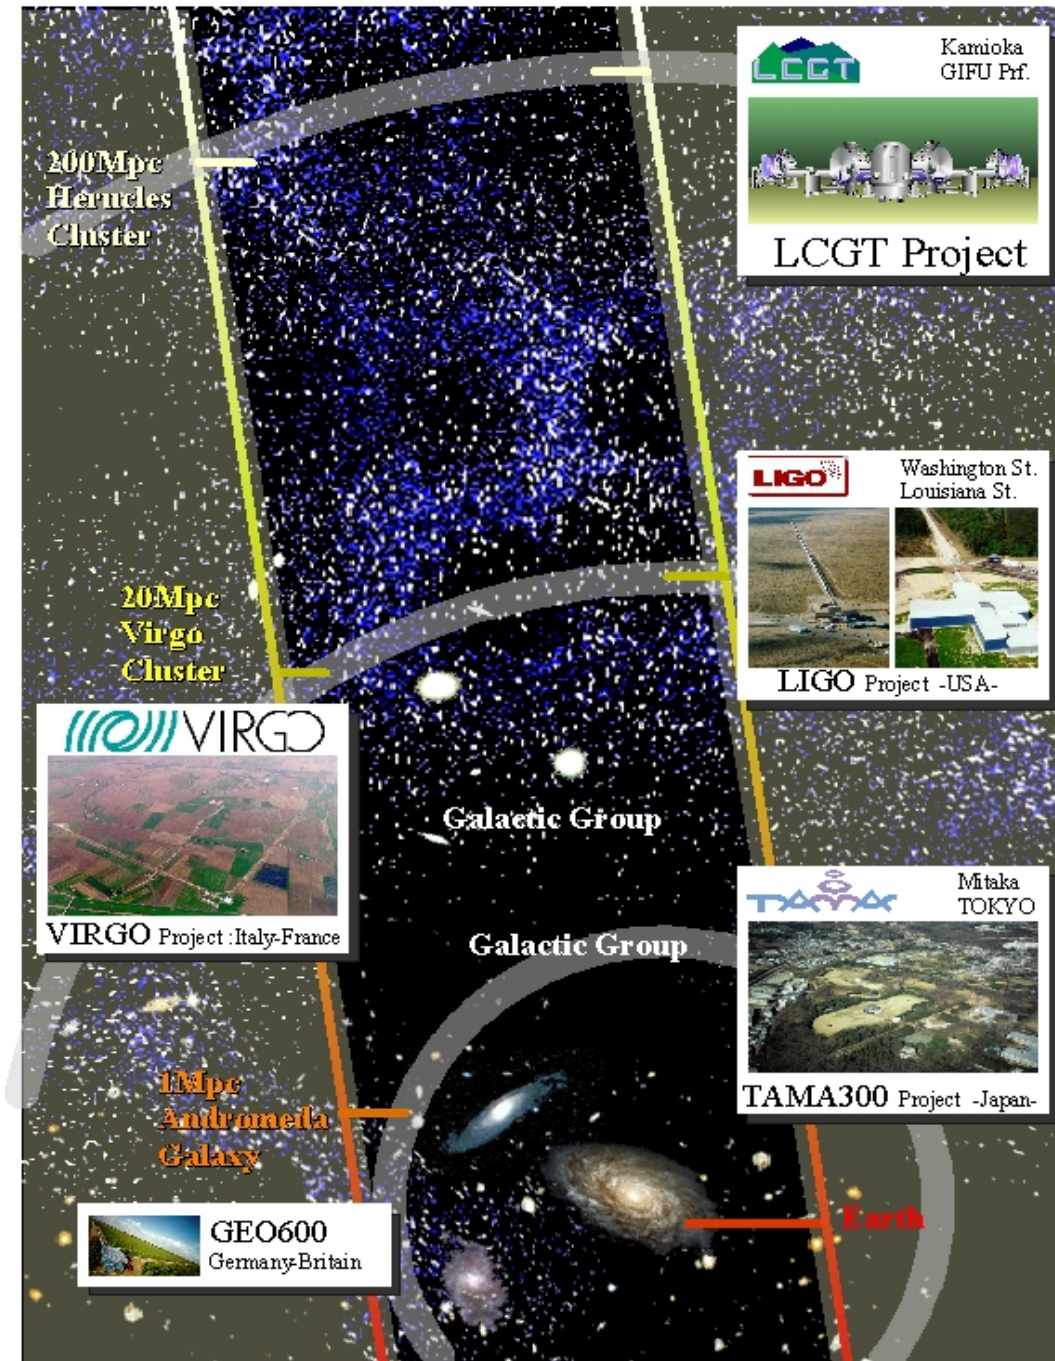 LCGT
Kamioka
GIFU Prf.
LCGT Project
200Mpc
Herucles
Cluster
LIGO
Washington St.
Louisiana St.
LIGO Project -USA-
20Mpc
Virgo
Cluster
VIRGO
VIRGO Project :Italy-France
Galactic Group
Galactic Group
TAMA
Mitaka
TOKYO
TAMA300 Project -Japan-
1Mpc
Andromeda
Galaxy
Earth
GEO600
Germany-Britain